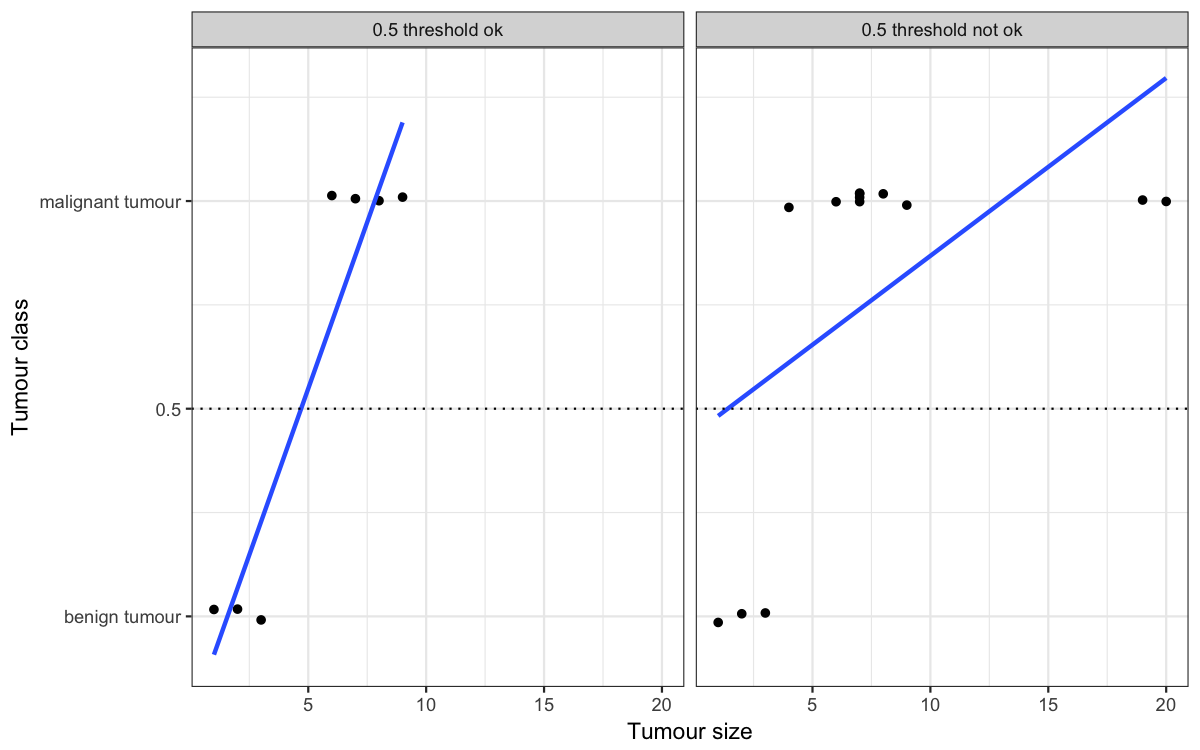 0.5 threshold ok
0.5 threshold not ok
Tumour class
malignant tumour
0.5
benign tumour
5 10 15 20
5 10 15 20
Tumour size